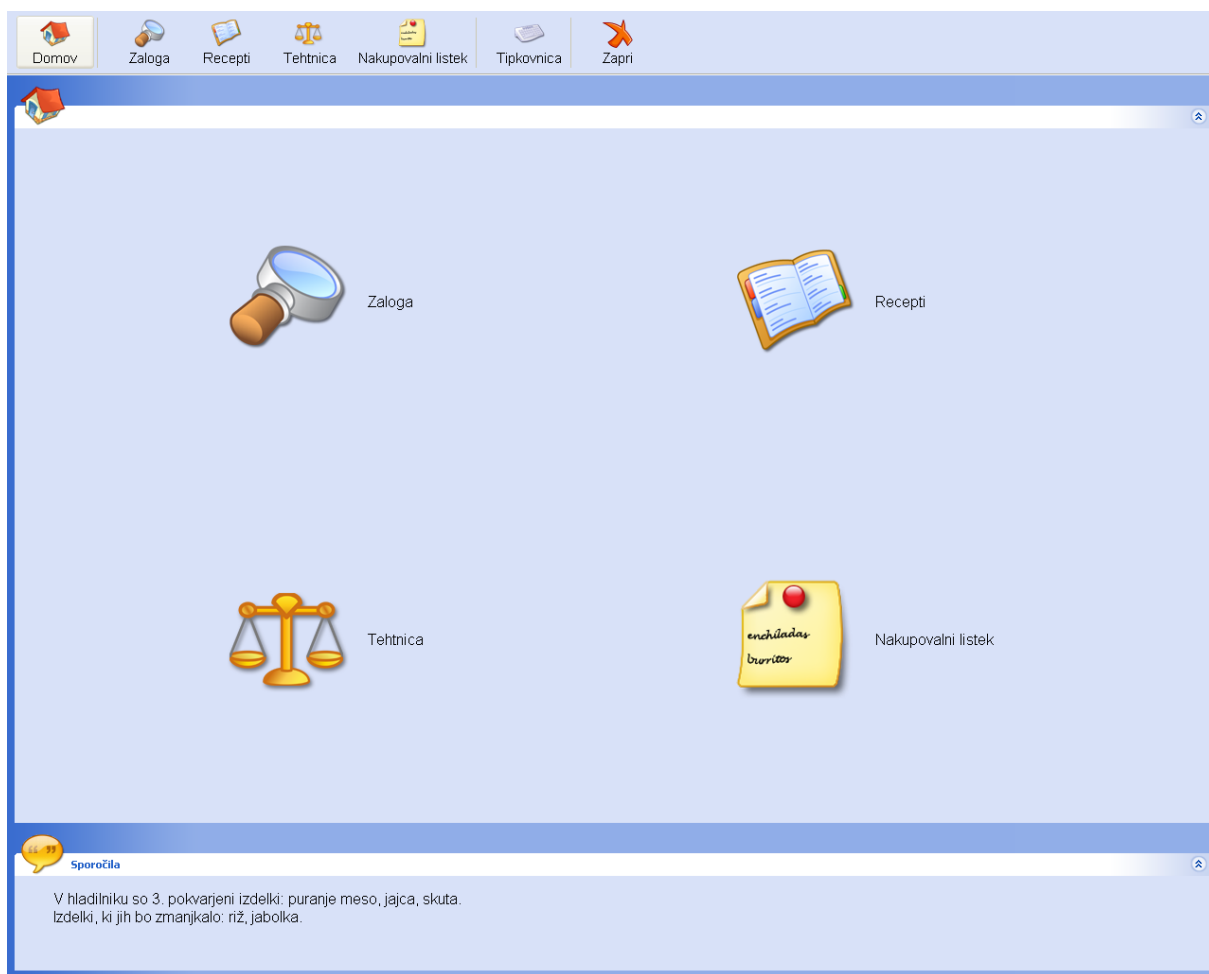 Domov Zaloga Recepti Tehtnica Nakupovalni listek Tipkovnica Zapri
Zaloga
Recepti
Tehtnica
enchiladas
burritos
Nakupovalni listek
Sporočila
V hladilniku so 3. pokvarjeni izdelki: puranje meso, jajca, skuta.
Izdelki, ki jih bo zmanjkalo: riž, jabolka.